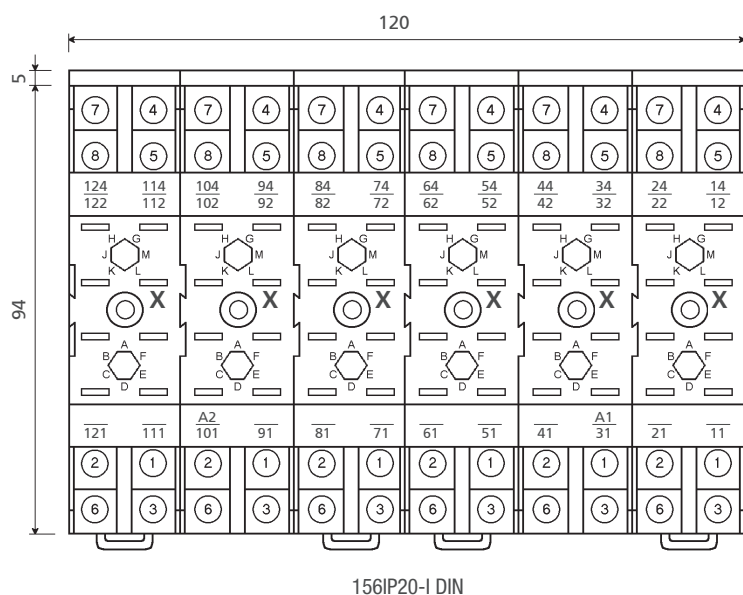 120
5
7 4 7 4 7 4 7 4 7 4 7 4
8 5 8 5 8 5 8 5 8 5 8 5
124 114 104 94 84 74 64 54 44 34 24 14
122 112 102 92 82 72 62 52 42 32 22 12
H G H G H G H G H G H G
J M J M J M J M J M J M
K L K L K L K L K L K L
94
X X X X X X
A A A A A A
B F B F B F B F B F B F
C E C E C E C E C E C E
D D D D D D
A2 A1
121 111 101 91 81 71 61 51 41 31 21 11
2 1 2 1 2 1 2 1 2 1 2 1
6 3 6 3 6 3 6 3 6 3 6 3
156IP20-I DIN